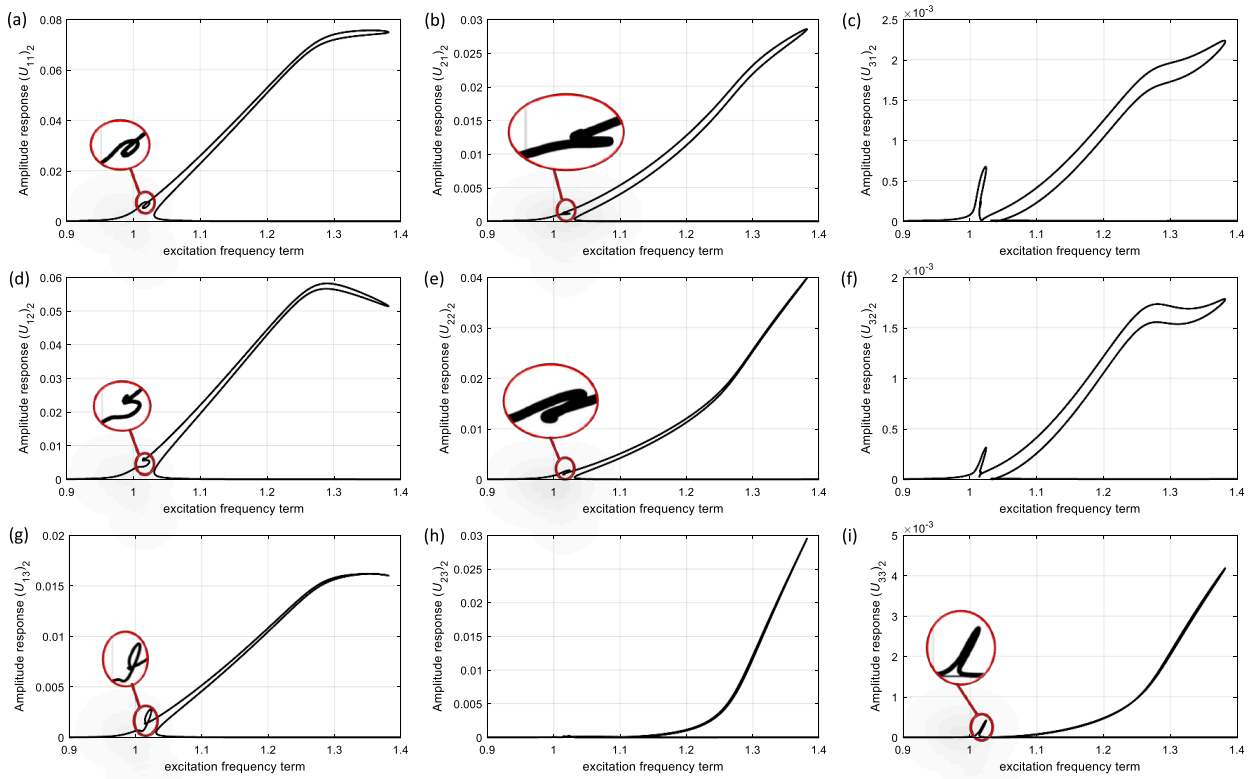 (a)
Amplitude response (U11)2
0.08
0.06
0.04
0.02
0
0.9 1 1.1 1.2 1.3 1.4
excitation frequency term
(b)
Amplitude response (U21)2
0.03
0.025
0.02
0.015
0.01
0.005
0
0.9 1 1.1 1.2 1.3 1.4
excitation frequency term
(c)
×10-3
Amplitude response (U31)2
2.5
2
1.5
1
0.5
0
0.9 1 1.1 1.2 1.3 1.4
excitation frequency term
(d)
Amplitude response (U12)2
0.06
0.05
0.04
0.03
0.02
0.01
0
0.9 1 1.1 1.2 1.3 1.4
excitation frequency term
(e)
Amplitude response (U22)2
0.04
0.03
0.02
0.01
0
0.9 1 1.1 1.2 1.3 1.4
excitation frequency term
(f)
×10-3
Amplitude response (U32)2
2
1.5
1
0.5
0
0.9 1 1.1 1.2 1.3 1.4
excitation frequency term
(g)
Amplitude response (U13)2
0.02
0.015
0.01
0.005
0
0.9 1 1.1 1.2 1.3 1.4
excitation frequency term
(h)
Amplitude response (U23)2
0.03
0.025
0.02
0.015
0.01
0.005
0
0.9 1 1.1 1.2 1.3 1.4
excitation frequency term
(i)
×10-3
Amplitude response (U33)2
5
4
3
2
1
0
0.9 1 1.1 1.2 1.3 1.4
excitation frequency term